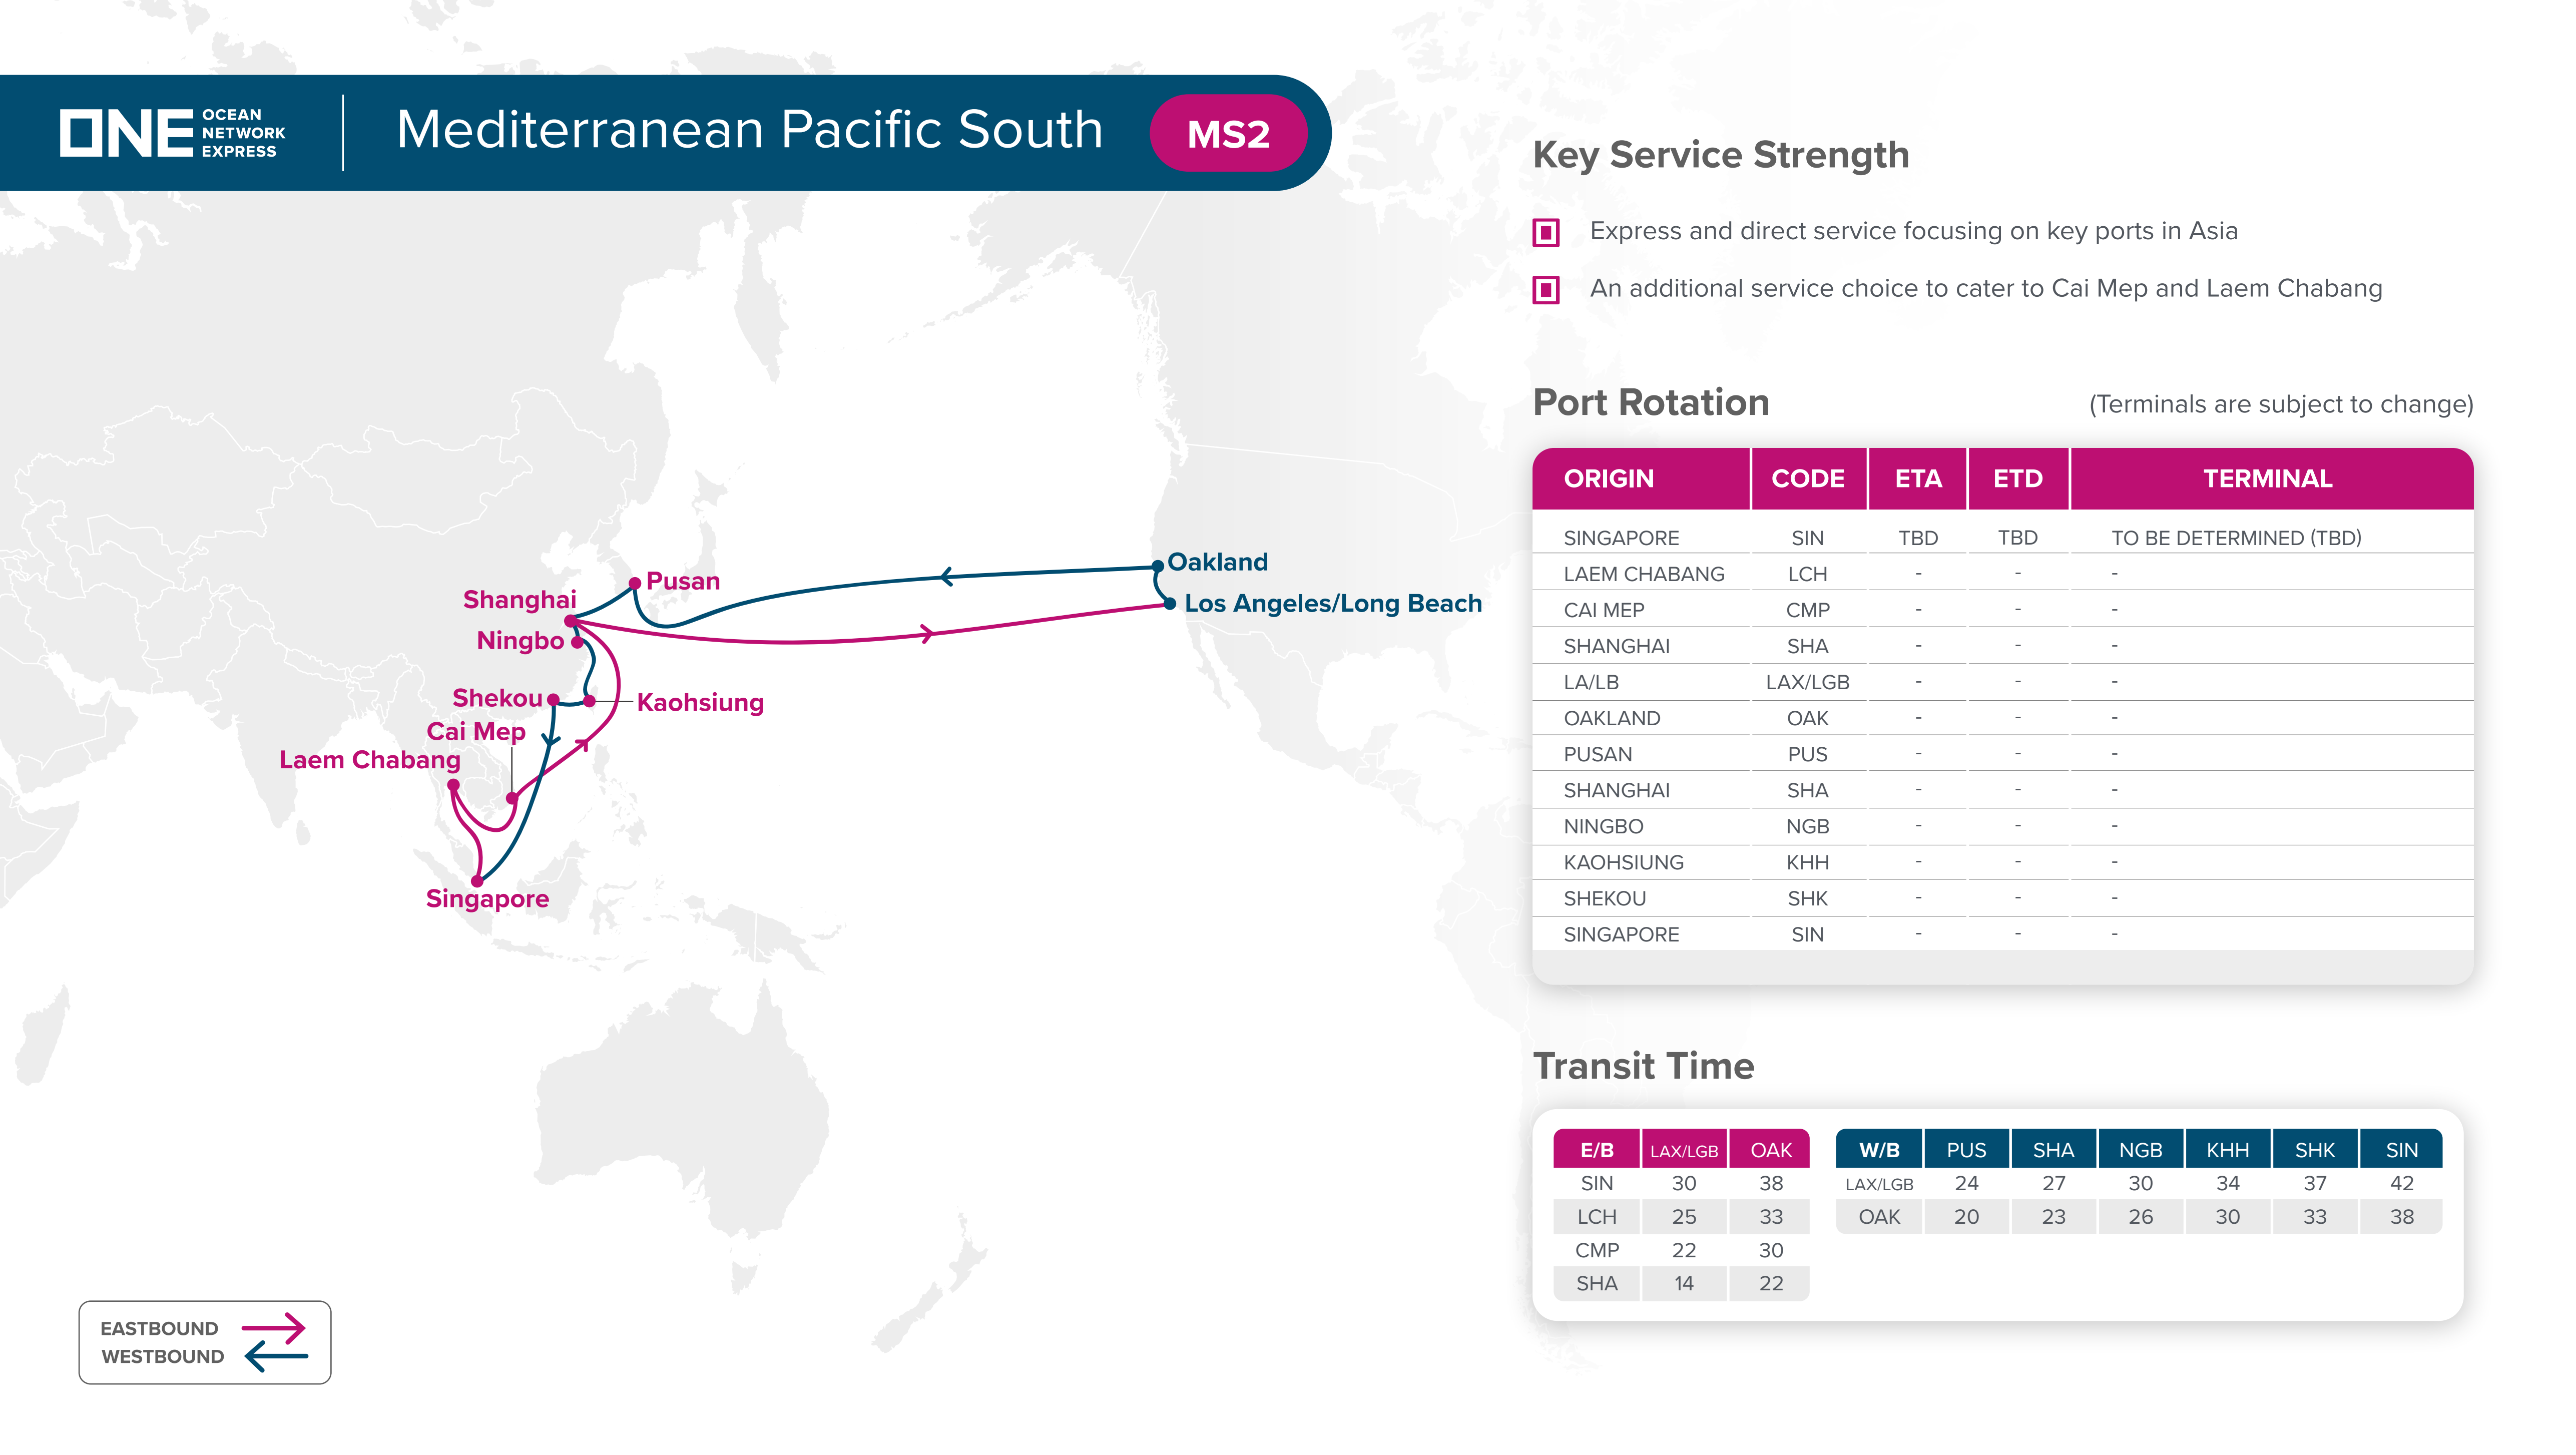 ONE OCEAN NETWORK EXPRESS
Mediterranean Pacific South
MS2
Shanghai
Pusan
Ningbo
Shekou
Kaohsiung
Cai Mep
Laem Chabang
Singapore
Oakland
Los Angeles/Long Beach
EASTBOUND
WESTBOUND
Key Service Strength
Express and direct service focusing on key ports in Asia
An additional service choice to cater to Cai Mep and Laem Chabang
Port Rotation (Terminals are subject to change)
ORIGIN CODE ETA ETD TERMINAL
SINGAPORE SIN TBD TBD TO BE DETERMINED (TBD)
LAEM CHABANG LCH - - -
CAI MEP CMP - - -
SHANGHAI SHA - - -
LA/LB LAX/LGB - - -
OAKLAND OAK - - -
PUSAN PUS - - -
SHANGHAI SHA - - -
NINGBO NGB - - -
KAOHSIUNG KHH - - -
SHEKOU SHK - - -
SINGAPORE SIN - - -
Transit Time
E/B LAX/LGB OAK
SIN 30 38
LCH 25 33
CMP 22 30
SHA 14 22
W/B PUS SHA NGB KHH SHK SIN
LAX/LGB 24 27 30 34 37 42
OAK 20 23 26 30 33 38